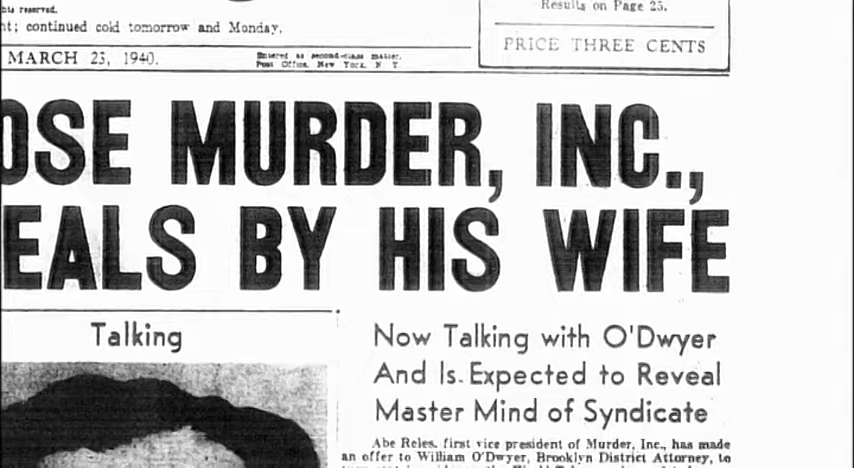 hts reserved.
nt; continued cold tomorrow and Monday.
Results on Page 25.
PRICE THREE CENTS
MARCH 23, 1940.
Entered as second-class matter.
Post Office, New York, N. Y.
OSE MURDER, INC.,
EALS BY HIS WIFE
Talking
Now Talking with O'Dwyer
And Is Expected to Reveal
Master Mind of Syndicate
Abe Reles, first vice president of Murder, Inc., has made
an offer to William O'Dwyer, Brooklyn District Attorney, to